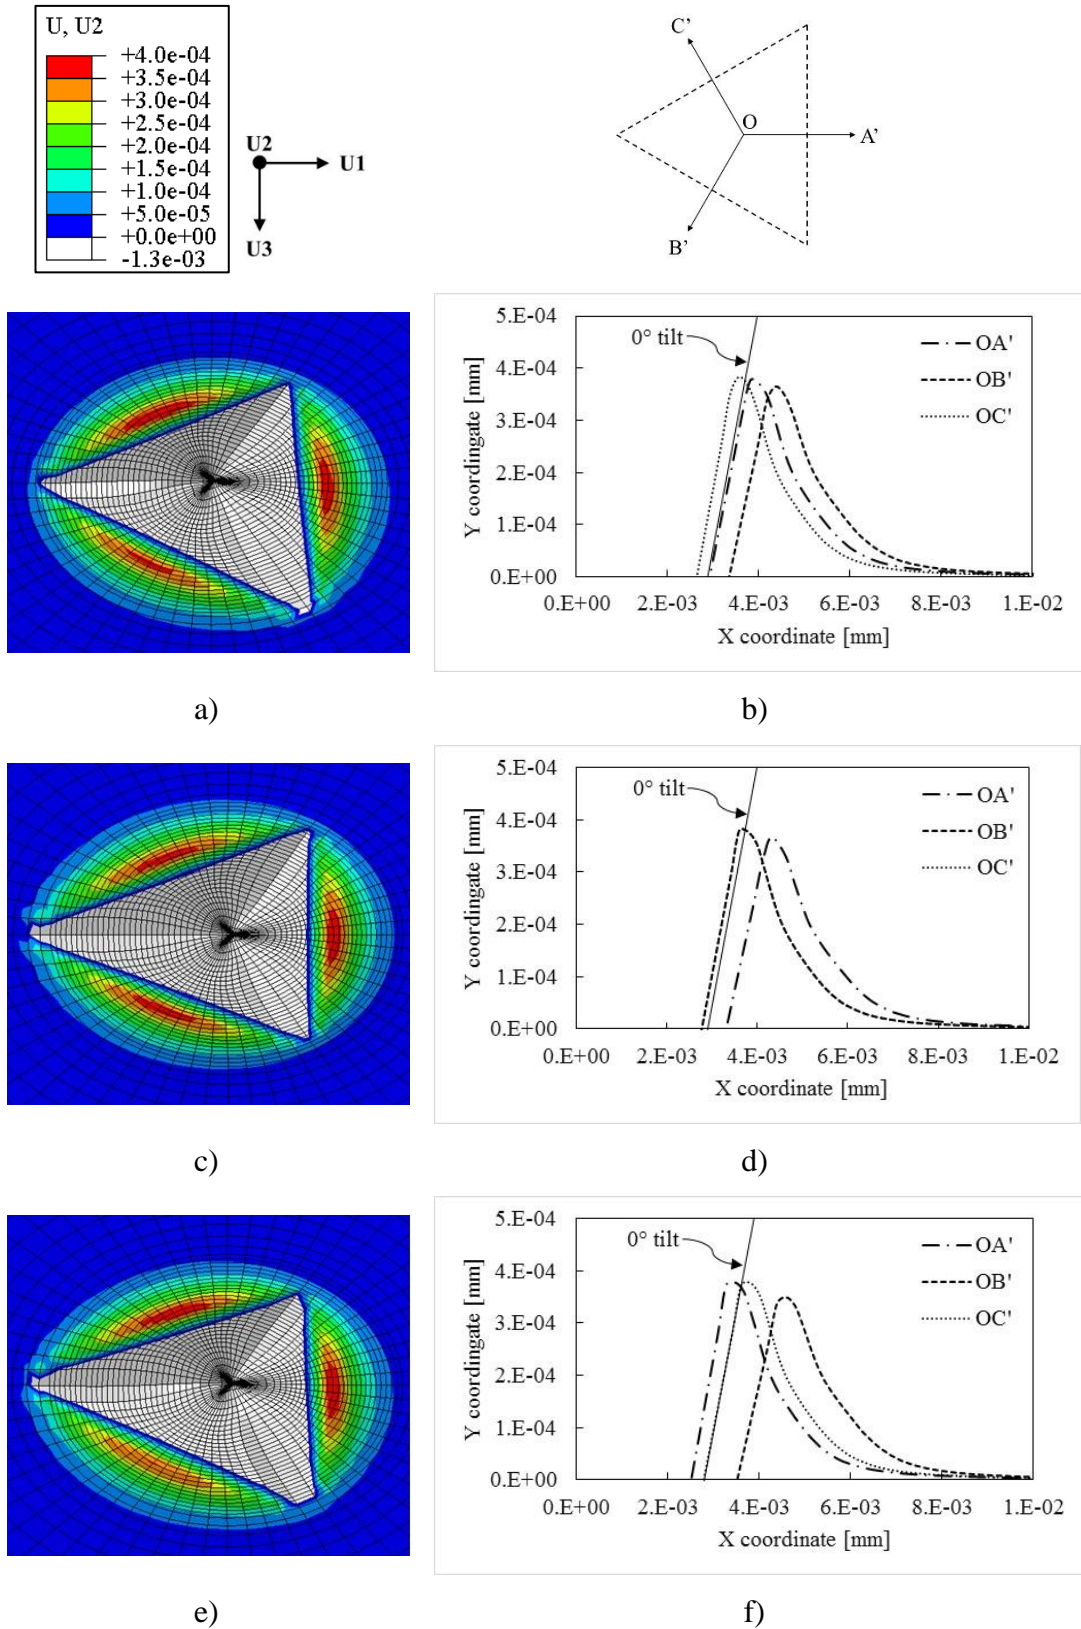 U, U2
+4.0e-04
+3.5e-04
+3.0e-04
+2.5e-04
+2.0e-04
+1.5e-04
+1.0e-04
+5.0e-05
+0.0e+00
-1.3e-03
U2
U1
U3
C'
O
A'
B'
5.E-04
4.E-04
3.E-04
2.E-04
1.E-04
0.E+00
Y coordingate [mm]
0° tilt
OA'
OB'
OC'
0.E+00 2.E-03 4.E-03 6.E-03 8.E-03 1.E-02
X coordinate [mm]
a)
b)
5.E-04
4.E-04
3.E-04
2.E-04
1.E-04
0.E+00
Y coordingate [mm]
0° tilt
OA'
OB'
OC'
0.E+00 2.E-03 4.E-03 6.E-03 8.E-03 1.E-02
X coordinate [mm]
c)
d)
5.E-04
4.E-04
3.E-04
2.E-04
1.E-04
0.E+00
Y coordingate [mm]
0° tilt
OA'
OB'
OC'
0.E+00 2.E-03 4.E-03 6.E-03 8.E-03 1.E-02
X coordinate [mm]
e)
f)